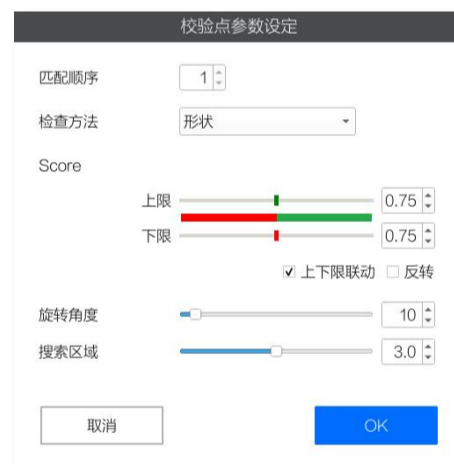 校验点参数设定
匹配顺序 1
检查方法 形状
Score
上限 0.75
下限 0.75
上下限联动 反转
旋转角度 10
搜索区域 3.0
取消 OK